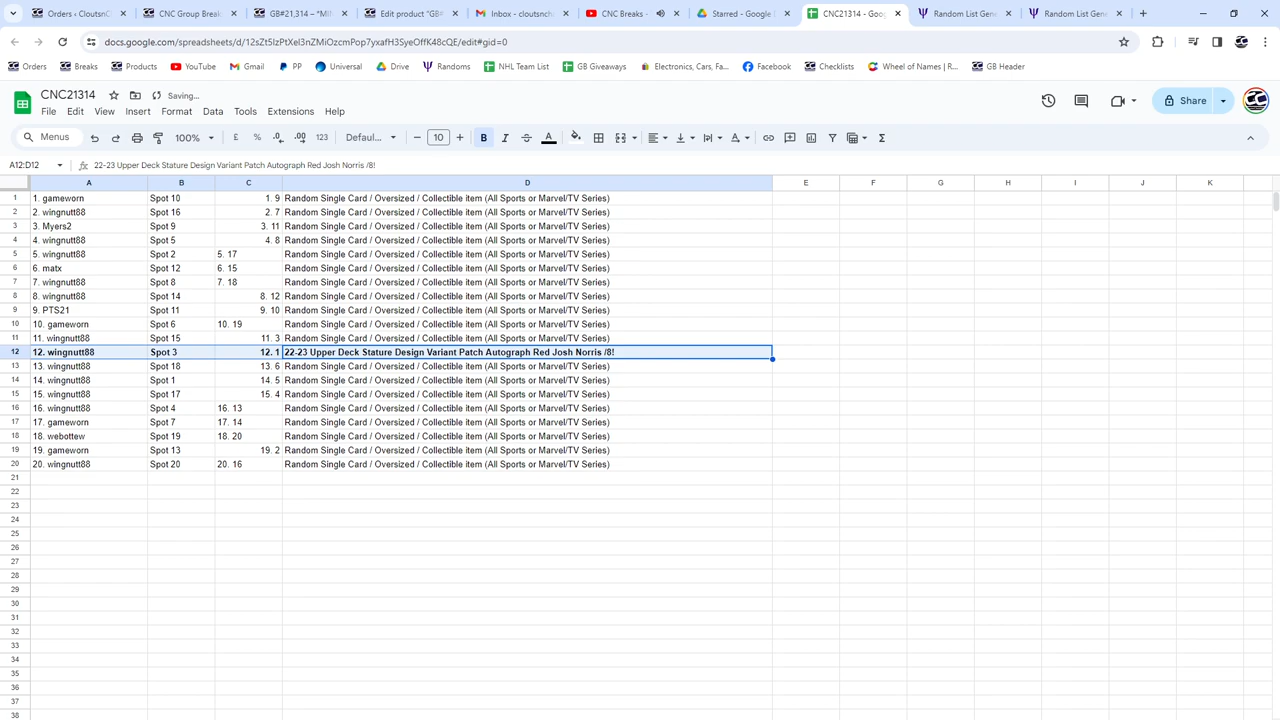 Orders « CloutsnC
CNC Group Break
GB#21,314 – "MI
Edit product "GB
Inbox - cloutsnch
CNC Breaks -
Starred - Google
CNC21314 - Goo
Random List Gene
Random List Gene
docs.google.com/spreadsheets/d/12sZt5IzPtXeI3nZMiOzcmPop7yxafH3SyeOffK40cQE/edit#gid=0
Orders
Breaks
Products
YouTube
Gmail
PP
Universal
Drive
Randoms
NHL Team List
GB Giveaways
Electronics, Cars, Fa...
Facebook
Checklists
Wheel of Names | R...
GB Header
CNC21314
Saving...
File Edit View Insert Format Data Tools Extensions Help
Share
Menus
100%
£ % .0 .00 123
Defaul...
10
B I A
A12:D12
fx 22-23 Upper Deck Stature Design Variant Patch Autograph Red Josh Norris /8!
A B C D E F G H I J K
1 1. gameworn Spot 10 1. 9 Random Single Card / Oversized / Collectible item (All Sports or Marvel/TV Series)
2 2. wingnutt88 Spot 16 2. 7 Random Single Card / Oversized / Collectible item (All Sports or Marvel/TV Series)
3 3. Myers2 Spot 9 3. 11 Random Single Card / Oversized / Collectible item (All Sports or Marvel/TV Series)
4 4. wingnutt88 Spot 5 4. 8 Random Single Card / Oversized / Collectible item (All Sports or Marvel/TV Series)
5 5. wingnutt88 Spot 2 5. 17 Random Single Card / Oversized / Collectible item (All Sports or Marvel/TV Series)
6 6. matx Spot 12 6. 15 Random Single Card / Oversized / Collectible item (All Sports or Marvel/TV Series)
7 7. wingnutt88 Spot 8 7. 18 Random Single Card / Oversized / Collectible item (All Sports or Marvel/TV Series)
8 8. wingnutt88 Spot 14 8. 12 Random Single Card / Oversized / Collectible item (All Sports or Marvel/TV Series)
9 9. PTS21 Spot 11 9. 10 Random Single Card / Oversized / Collectible item (All Sports or Marvel/TV Series)
10 10. gameworn Spot 6 10. 19 Random Single Card / Oversized / Collectible item (All Sports or Marvel/TV Series)
11 11. wingnutt88 Spot 15 11. 3 Random Single Card / Oversized / Collectible item (All Sports or Marvel/TV Series)
12 12. wingnutt88 Spot 3 12. 1 22-23 Upper Deck Stature Design Variant Patch Autograph Red Josh Norris /8!
13 13. wingnutt88 Spot 18 13. 6 Random Single Card / Oversized / Collectible item (All Sports or Marvel/TV Series)
14 14. wingnutt88 Spot 1 14. 5 Random Single Card / Oversized / Collectible item (All Sports or Marvel/TV Series)
15 15. wingnutt88 Spot 17 15. 4 Random Single Card / Oversized / Collectible item (All Sports or Marvel/TV Series)
16 16. wingnutt88 Spot 4 16. 13 Random Single Card / Oversized / Collectible item (All Sports or Marvel/TV Series)
17 17. gameworn Spot 7 17. 14 Random Single Card / Oversized / Collectible item (All Sports or Marvel/TV Series)
18 18. webottew Spot 19 18. 20 Random Single Card / Oversized / Collectible item (All Sports or Marvel/TV Series)
19 19. gameworn Spot 13 19. 2 Random Single Card / Oversized / Collectible item (All Sports or Marvel/TV Series)
20 20. wingnutt88 Spot 20 20. 16 Random Single Card / Oversized / Collectible item (All Sports or Marvel/TV Series)
21
22
23
24
25
26
27
28
29
30
31
32
33
34
35
36
37
38